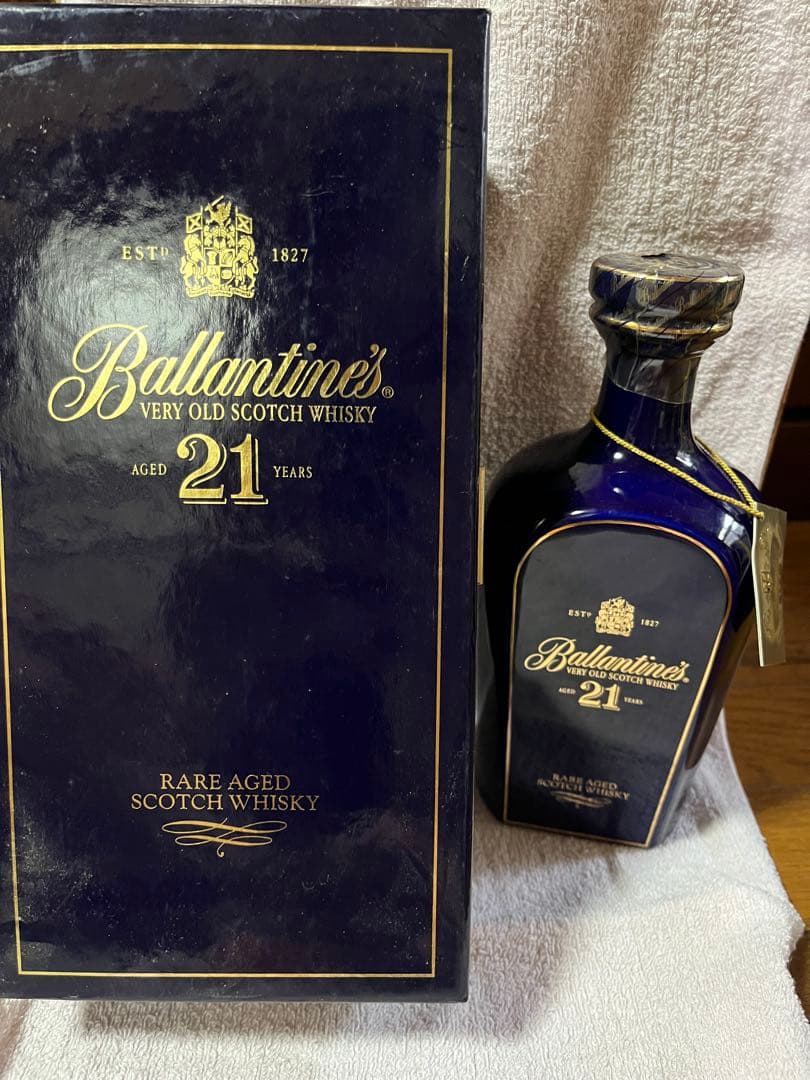 ESTD 1827
Ballantine's®
VERY OLD SCOTCH WHISKY
AGED 21 YEARS
RARE AGED
SCOTCH WHISKY
ESTD 1827
Ballantine's®
VERY OLD SCOTCH WHISKY
AGED 21 YEARS
RARE AGED
SCOTCH WHISKY